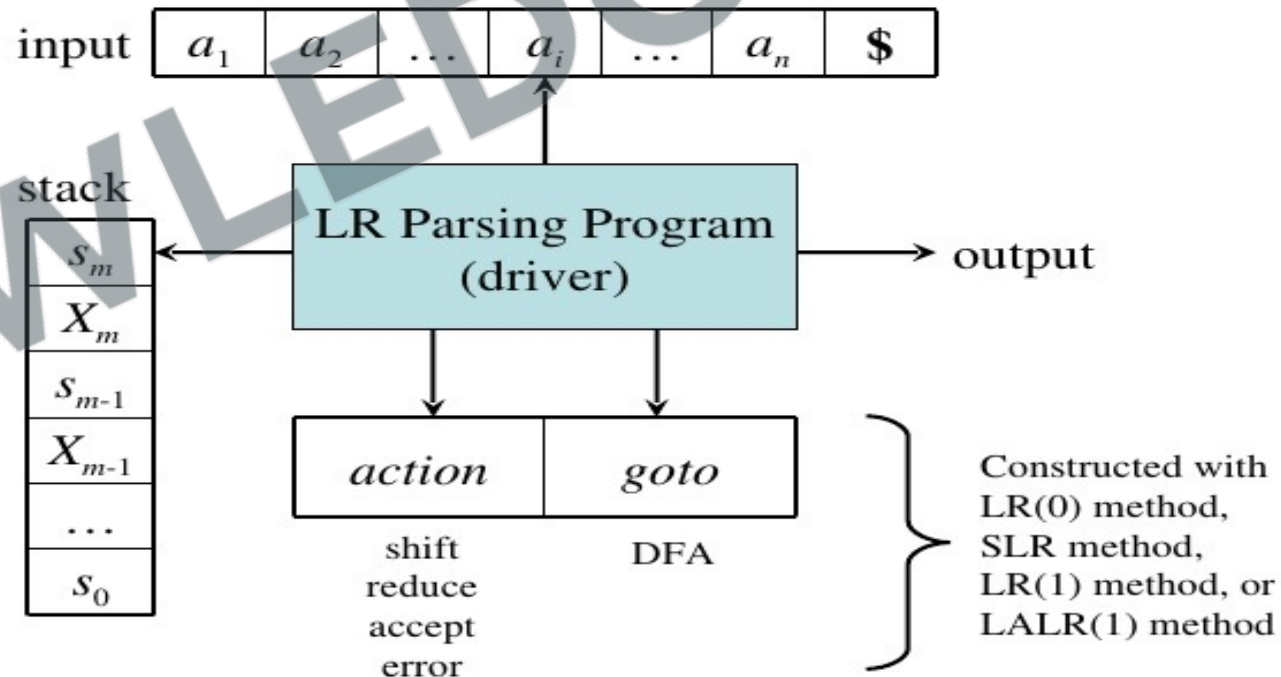 input a₁ a₂ … aᵢ … aₙ $
stack
LR Parsing Program
(driver)
output
sₘ
Xₘ
sₘ₋₁
Xₘ₋₁
…
s₀
action goto
shift
reduce
accept
error
DFA
Constructed with
LR(0) method,
SLR method,
LR(1) method, or
LALR(1) method